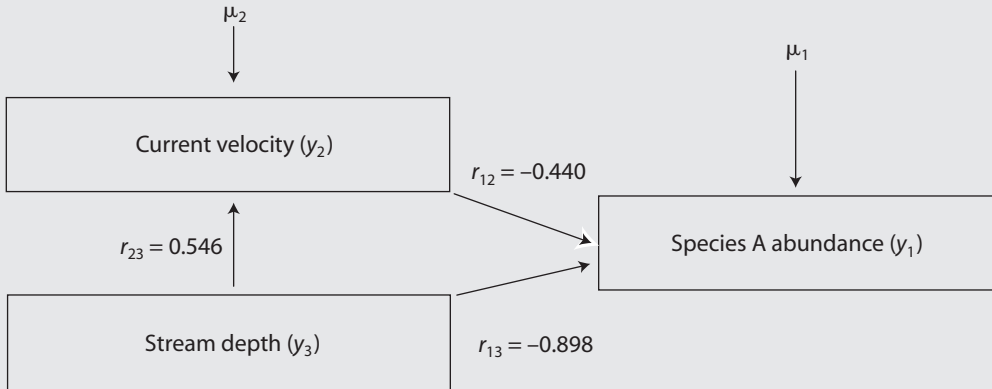 μ₂
μ₁
Current velocity (y₂)
r₁₂ = –0.440
Species A abundance (y₁)
r₂₃ = 0.546
Stream depth (y₃)
r₁₃ = –0.898